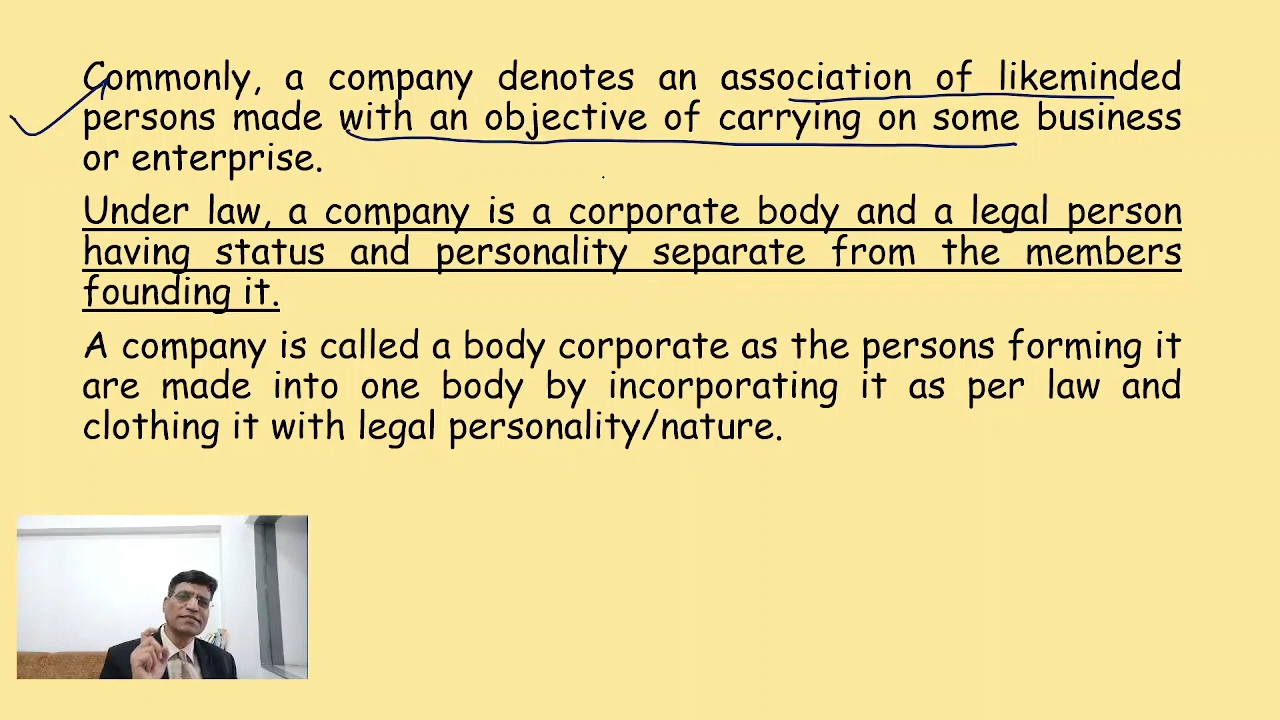 Commonly, a company denotes an association of likeminded
persons made with an objective of carrying on some business
or enterprise.
Under law, a company is a corporate body and a legal person
having status and personality separate from the members
founding it.
A company is called a body corporate as the persons forming it
are made into one body by incorporating it as per law and
clothing it with legal personality/nature.